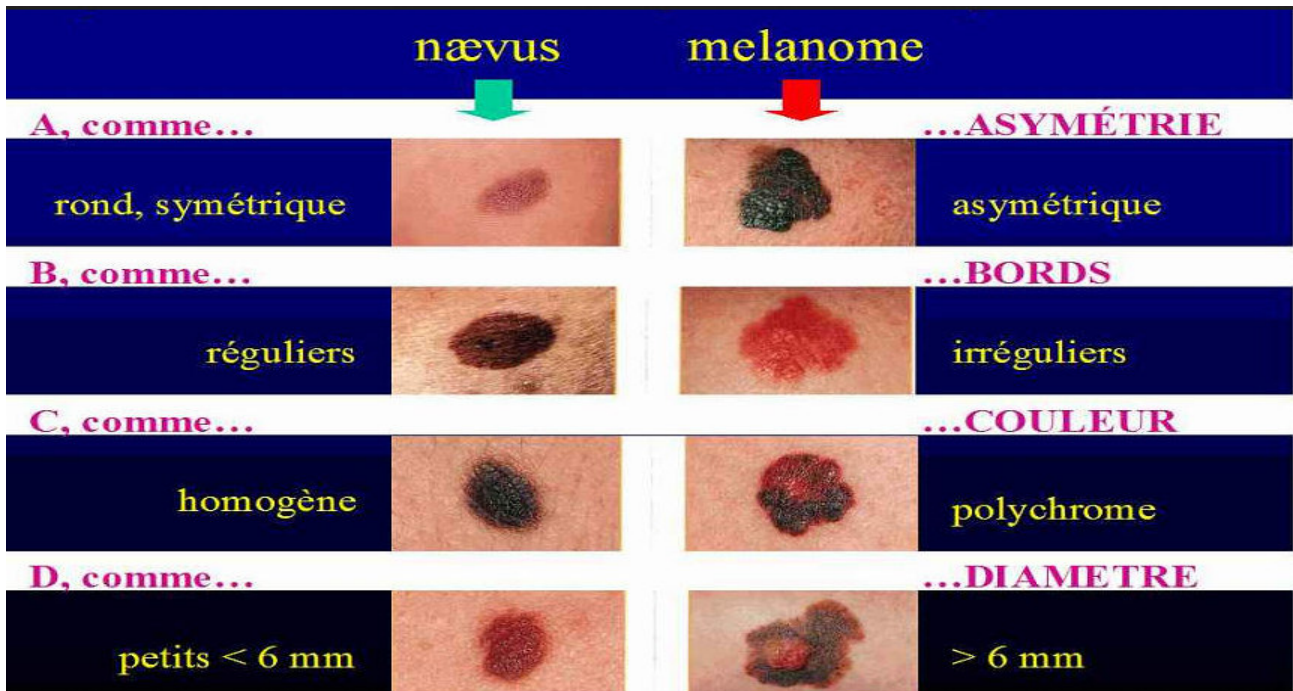 nævus melanome
A, comme… …ASYMÉTRIE
rond, symétrique asymétrique
B, comme… …BORDS
réguliers irréguliers
C, comme… …COULEUR
homogène polychrome
D, comme… …DIAMETRE
petits < 6 mm > 6 mm